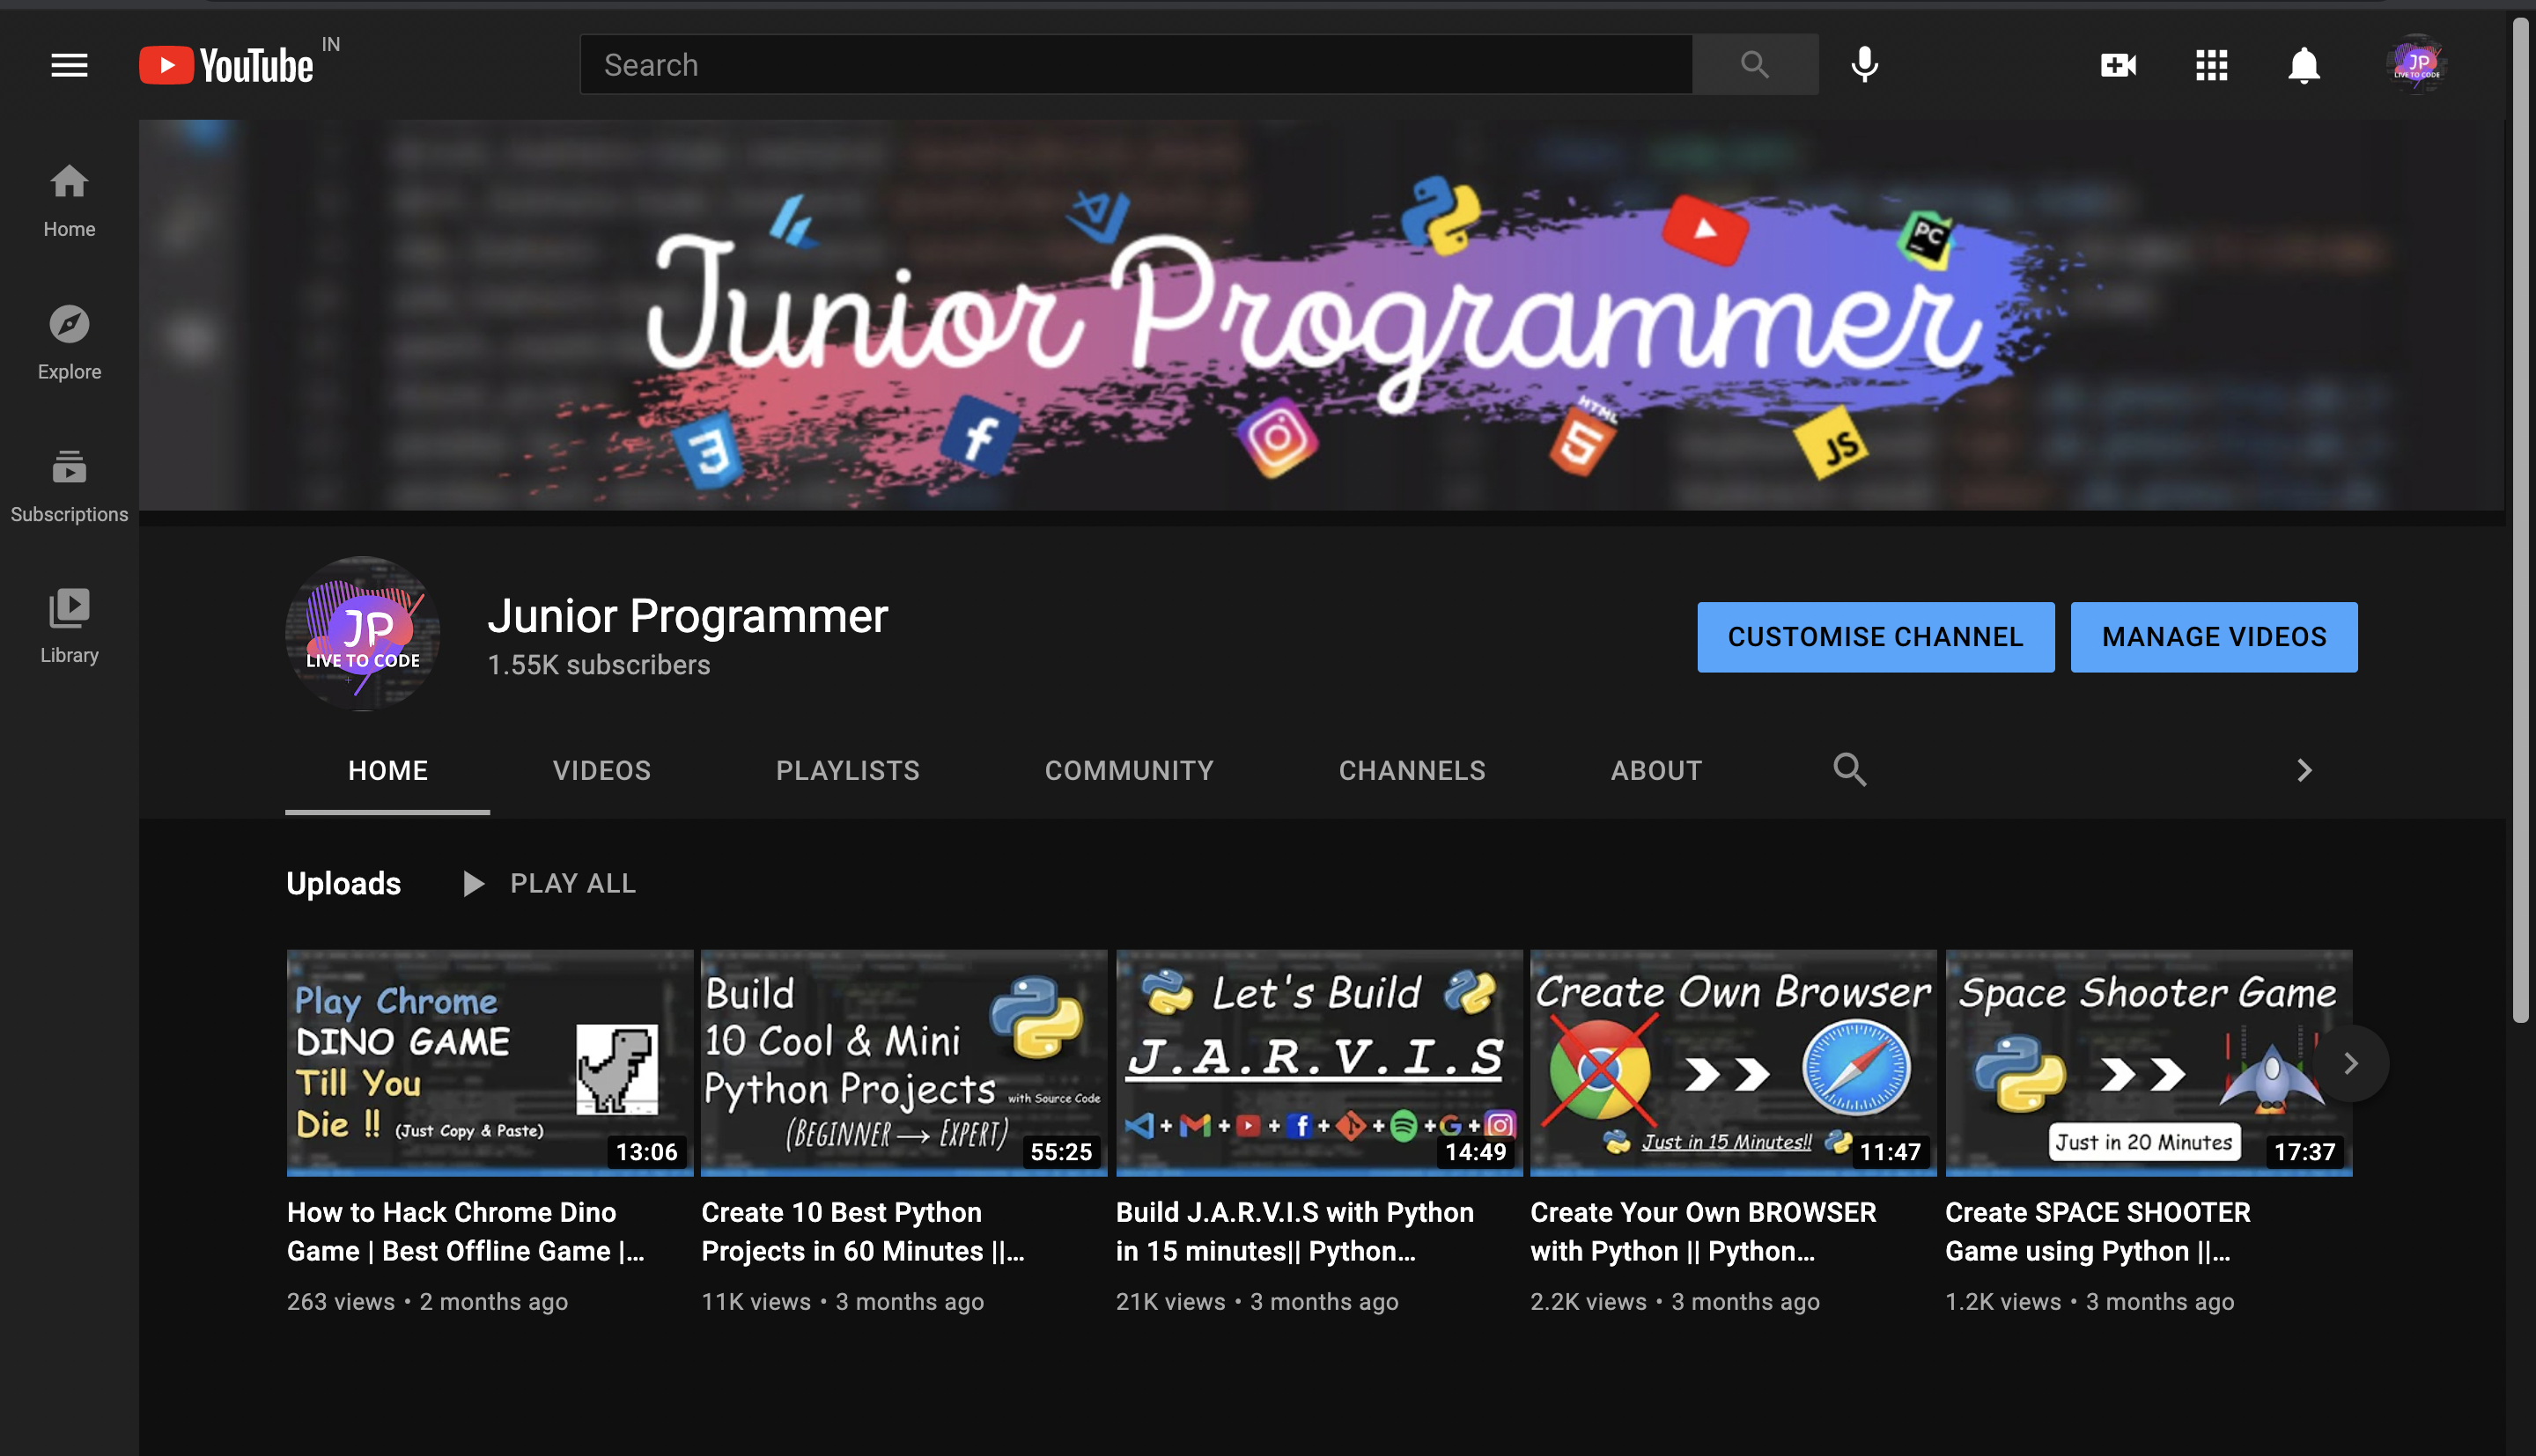 YouTube IN
Search
Home
Explore
Subscriptions
Library
Junior Programmer
PC
3
f
HTML
5
JS
JP
LIVE TO CODE
JP
LIVE TO CODE
Junior Programmer
1.55K subscribers
CUSTOMISE CHANNEL
MANAGE VIDEOS
HOME VIDEOS PLAYLISTS COMMUNITY CHANNELS ABOUT
Uploads
PLAY ALL
Play Chrome
DINO GAME
Till You
Die !! (Just Copy & Paste)
13:06
How to Hack Chrome Dino
Game | Best Offline Game |...
263 views • 2 months ago
Build
10 Cool & Mini
Python Projects with Source Code
(BEGINNER → EXPERT)
55:25
Create 10 Best Python
Projects in 60 Minutes ||...
11K views • 3 months ago
Let's Build
J.A.R.V.I.S
+ + + f + + + G +
14:49
Build J.A.R.V.I.S with Python
in 15 minutes|| Python...
21K views • 3 months ago
Create Own Browser
Just in 15 Minutes!!
11:47
Create Your Own BROWSER
with Python || Python...
2.2K views • 3 months ago
Space Shooter Game
Just in 20 Minutes
17:37
Create SPACE SHOOTER
Game using Python ||...
1.2K views • 3 months ago